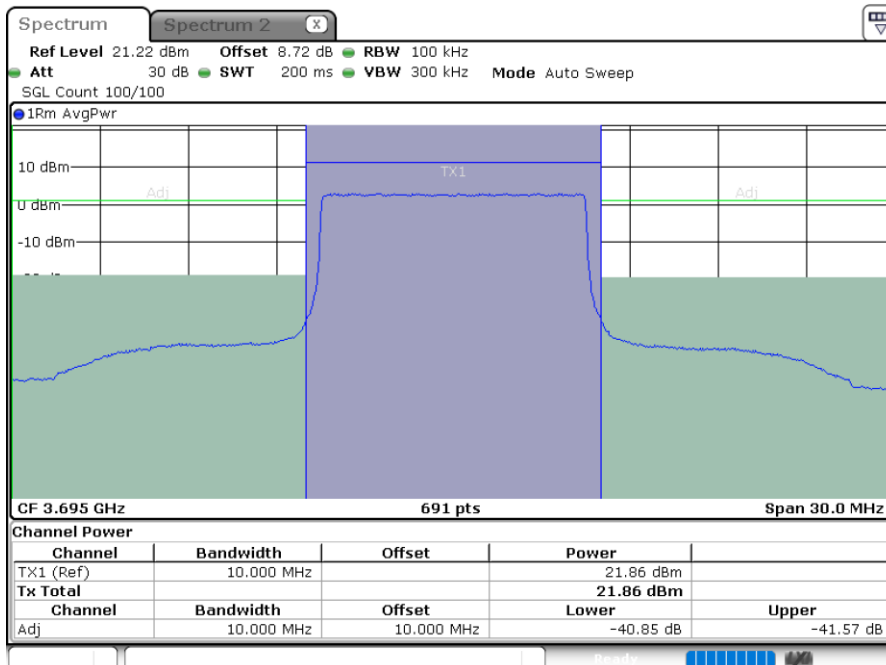 Spectrum Spectrum 2 X
Ref Level 21.22 dBm Offset 8.72 dB RBW 100 kHz
Att 30 dB SWT 200 ms VBW 300 kHz Mode Auto Sweep
SGL Count 100/100
1Rm AvgPwr
10 dBm
TX1
Adj Adj
0 dBm
-10 dBm
CF 3.695 GHz 691 pts Span 30.0 MHz
Channel Power
Channel Bandwidth Offset Power
TX1 (Ref) 10.000 MHz 21.86 dBm
Tx Total 21.86 dBm
Channel Bandwidth Offset Lower Upper
Adj 10.000 MHz 10.000 MHz -40.85 dB -41.57 dB
Ready